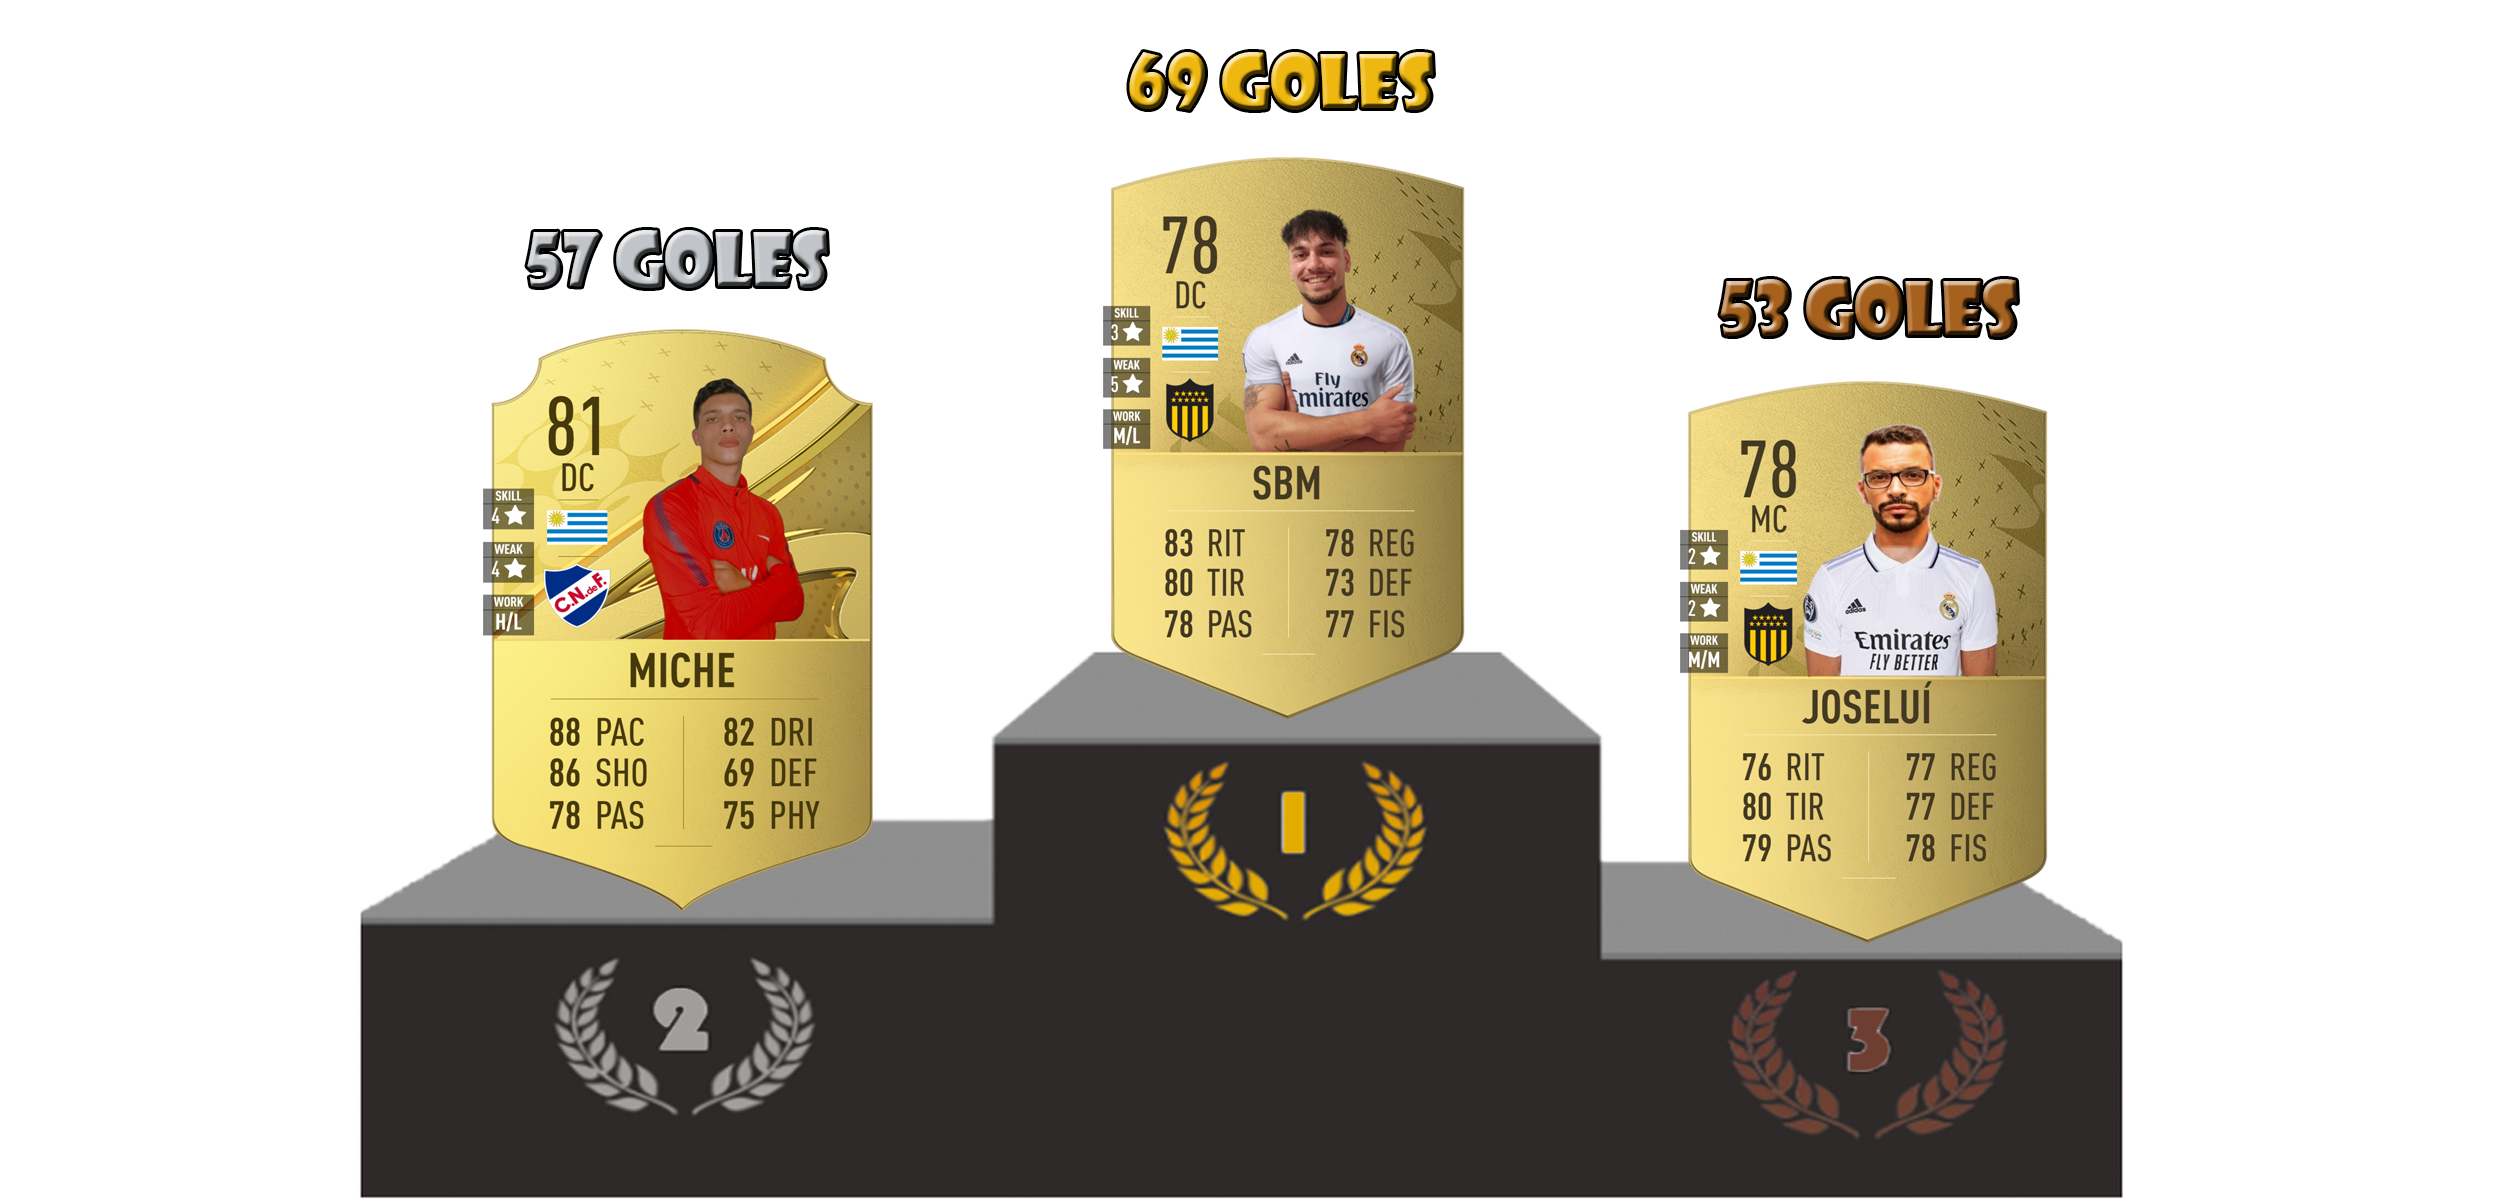 69 GOLES
57 GOLES
53 GOLES
81
DC
SKILL
4
WEAK
4
WORK
H/L
C.N.deF.
MICHE
88 PAC 82 DRI
86 SHO 69 DEF
78 PAS 75 PHY
2
78
DC
SKILL
3
WEAK
5
WORK
M/L
Fly
Emirates
SBM
83 RIT 78 REG
80 TIR 73 DEF
78 PAS 77 FIS
1
78
MC
SKILL
2
WEAK
2
WORK
M/M
adidas
Emirates
FLY BETTER
JOSELUÍ
76 RIT 77 REG
80 TIR 77 DEF
79 PAS 78 FIS
3